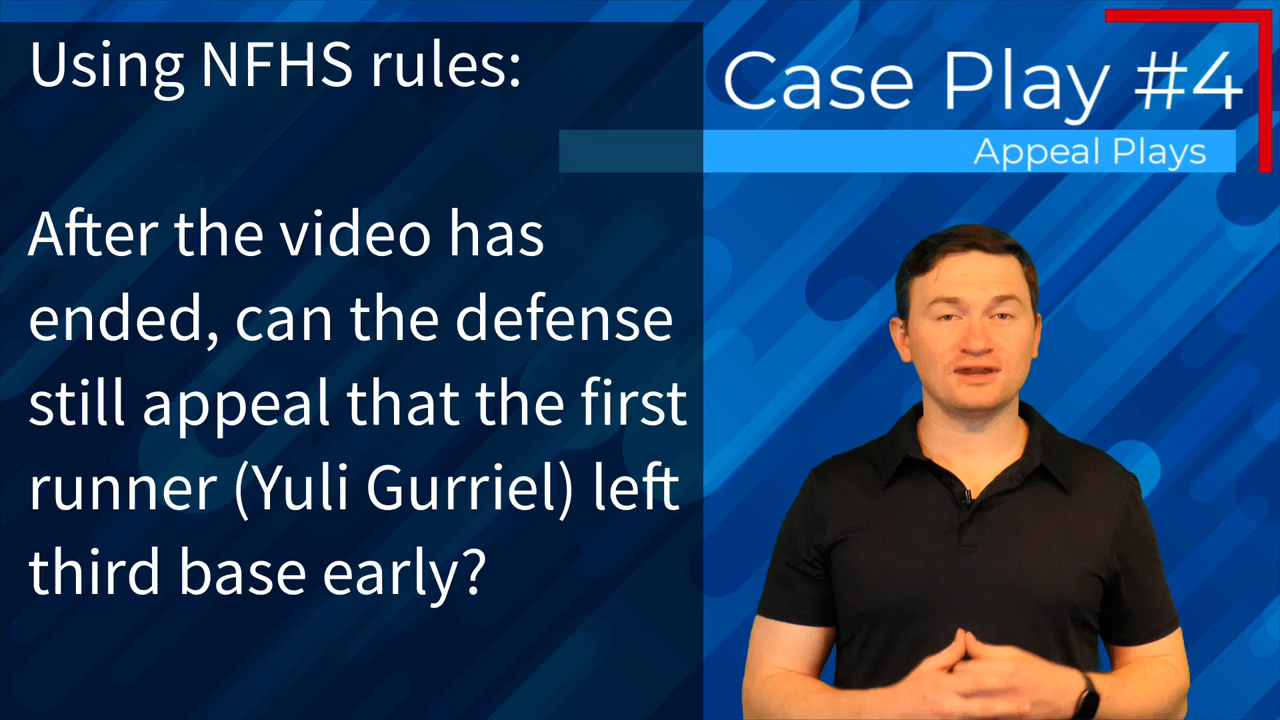 Using NFHS rules:
Case Play #4
Appeal Plays
After the video has
ended, can the defense
still appeal that the first
runner (Yuli Gurriel) left
third base early?